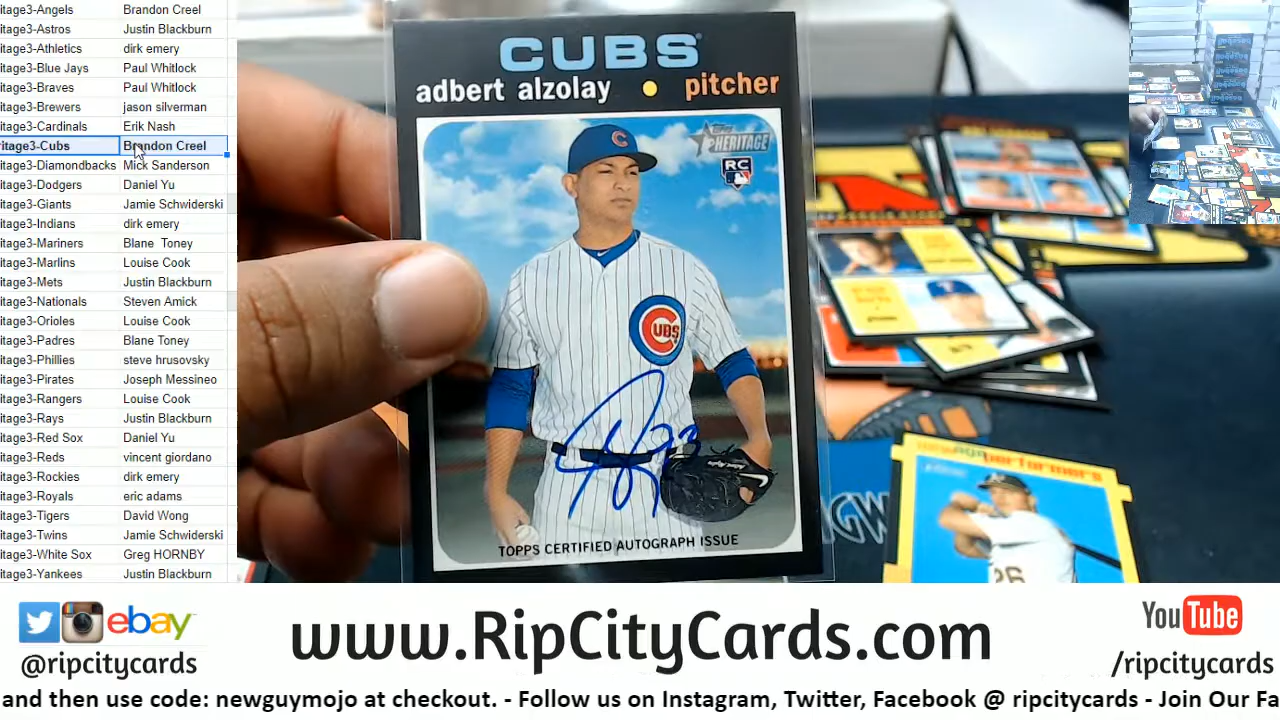 itage3-Angels Brandon Creel
itage3-Astros Justin Blackburn
itage3-Athletics dirk emery
itage3-Blue Jays Paul Whitlock
itage3-Braves Paul Whitlock
itage3-Brewers jason silverman
itage3-Cardinals Erik Nash
itage3-Cubs Brandon Creel
itage3-Diamondbacks Mick Sanderson
itage3-Dodgers Daniel Yu
itage3-Giants Jamie Schwiderski
itage3-Indians dirk emery
itage3-Mariners Blane Toney
itage3-Marlins Louise Cook
itage3-Mets Justin Blackburn
itage3-Nationals Steven Amick
itage3-Orioles Louise Cook
itage3-Padres Blane Toney
itage3-Phillies steve hrusovsky
itage3-Pirates Joseph Messineo
itage3-Rangers Louise Cook
itage3-Rays Justin Blackburn
itage3-Red Sox Daniel Yu
itage3-Reds vincent giordano
itage3-Rockies dirk emery
itage3-Royals eric adams
itage3-Tigers David Wong
itage3-Twins Jamie Schwiderski
itage3-White Sox Greg HORNBY
itage3-Yankees Justin Blackburn
CUBS
adbert alzolay • pitcher
Topps
HERITAGE
RC
C
CUBS
TOPPS CERTIFIED AUTOGRAPH ISSUE
new age performers
26
ebay
@ripcitycards
www.RipCityCards.com
YouTube
/ripcitycards
and then use code: newguymojo at checkout. - Follow us on Instagram, Twitter, Facebook @ ripcitycards - Join Our Fa